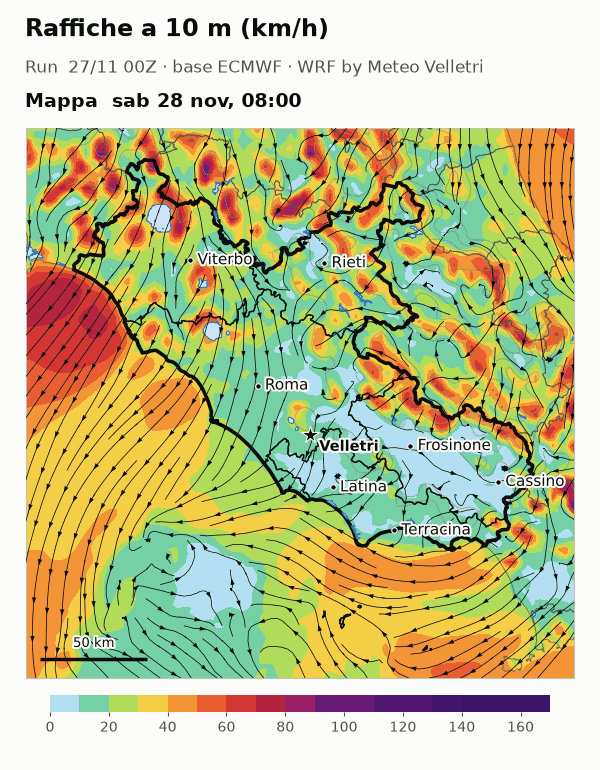 Raffiche a 10 m (km/h)
Run  27/11 00Z · base ECMWF · WRF by Meteo Velletri
Mappa  sab 28 nov, 08:00
Viterbo
Rieti
Roma
Velletri
Frosinone
Cassino
Latina
Terracina
50 km
0 20 40 60 80 100 120 140 160